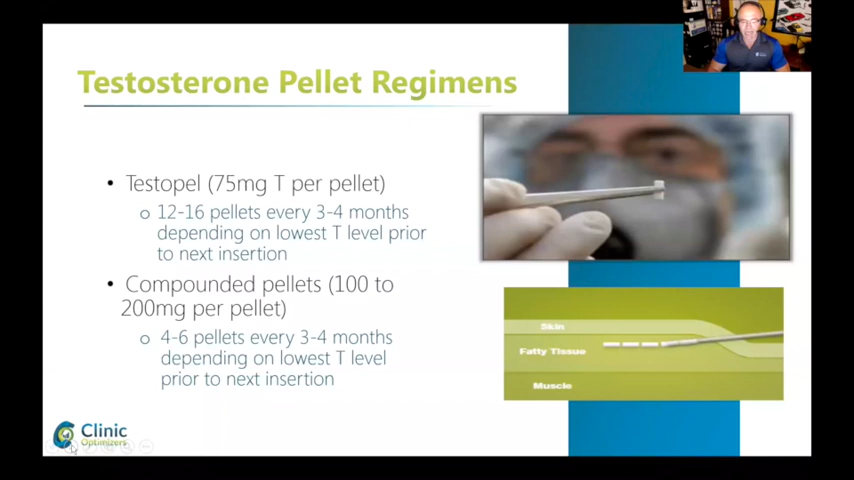 Testosterone Pellet Regimens
• Testopel (75mg T per pellet)
o 12-16 pellets every 3-4 months
depending on lowest T level prior
to next insertion
• Compounded pellets (100 to
200mg per pellet)
o 4-6 pellets every 3-4 months
depending on lowest T level
prior to next insertion
Skin
Fatty Tissue
Muscle
Clinic
Optimizers